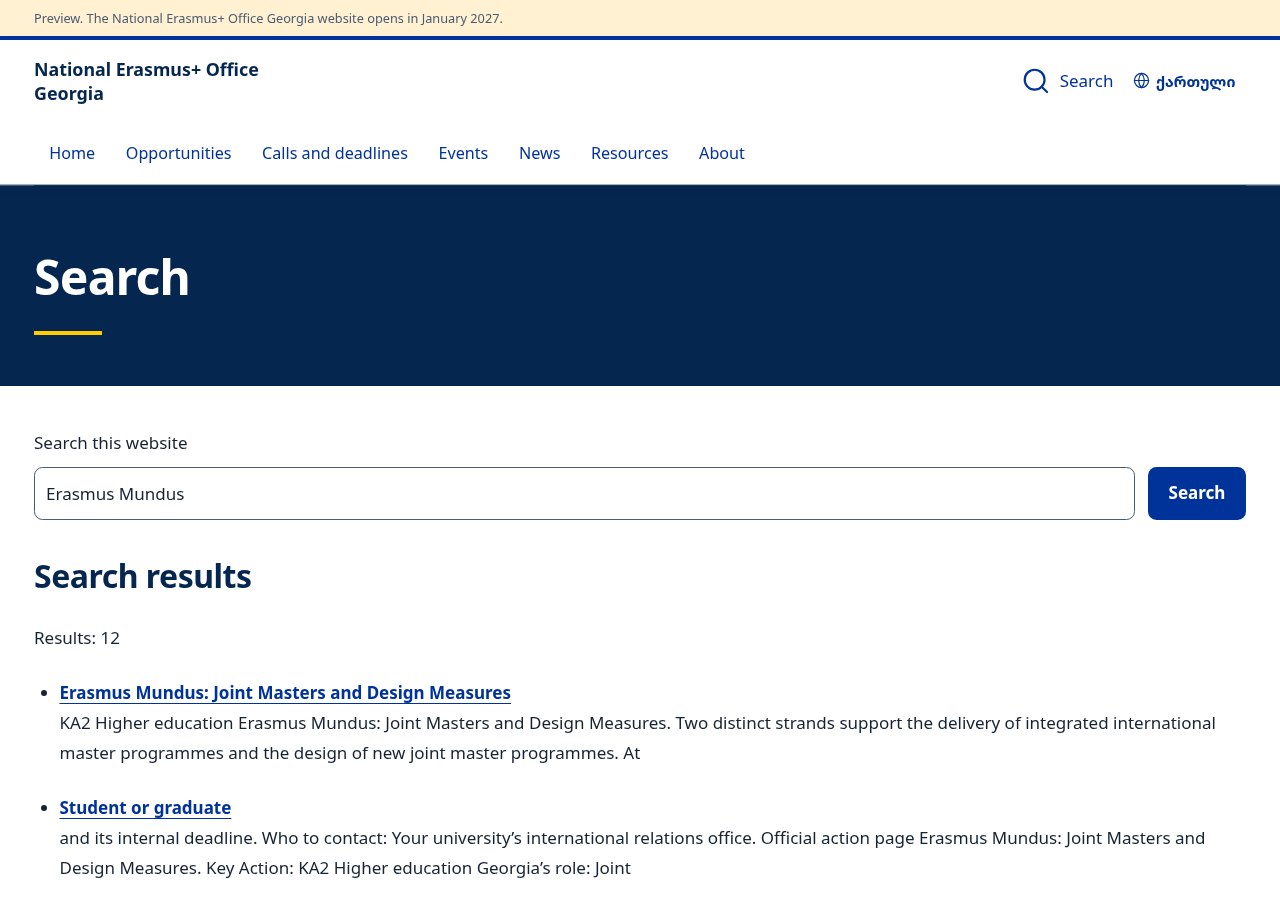 Preview. The National Erasmus+ Office Georgia website opens in January 2027.
National Erasmus+ Office
Georgia
Search
ქართული
Home
Opportunities
Calls and deadlines
Events
News
Resources
About
Search
Search this website
Erasmus Mundus
Search
Search results
Results: 12
Erasmus Mundus: Joint Masters and Design Measures
KA2 Higher education Erasmus Mundus: Joint Masters and Design Measures. Two distinct strands support the delivery of integrated international
master programmes and the design of new joint master programmes. At
Student or graduate
and its internal deadline. Who to contact: Your university’s international relations office. Official action page Erasmus Mundus: Joint Masters and
Design Measures. Key Action: KA2 Higher education Georgia’s role: Joint